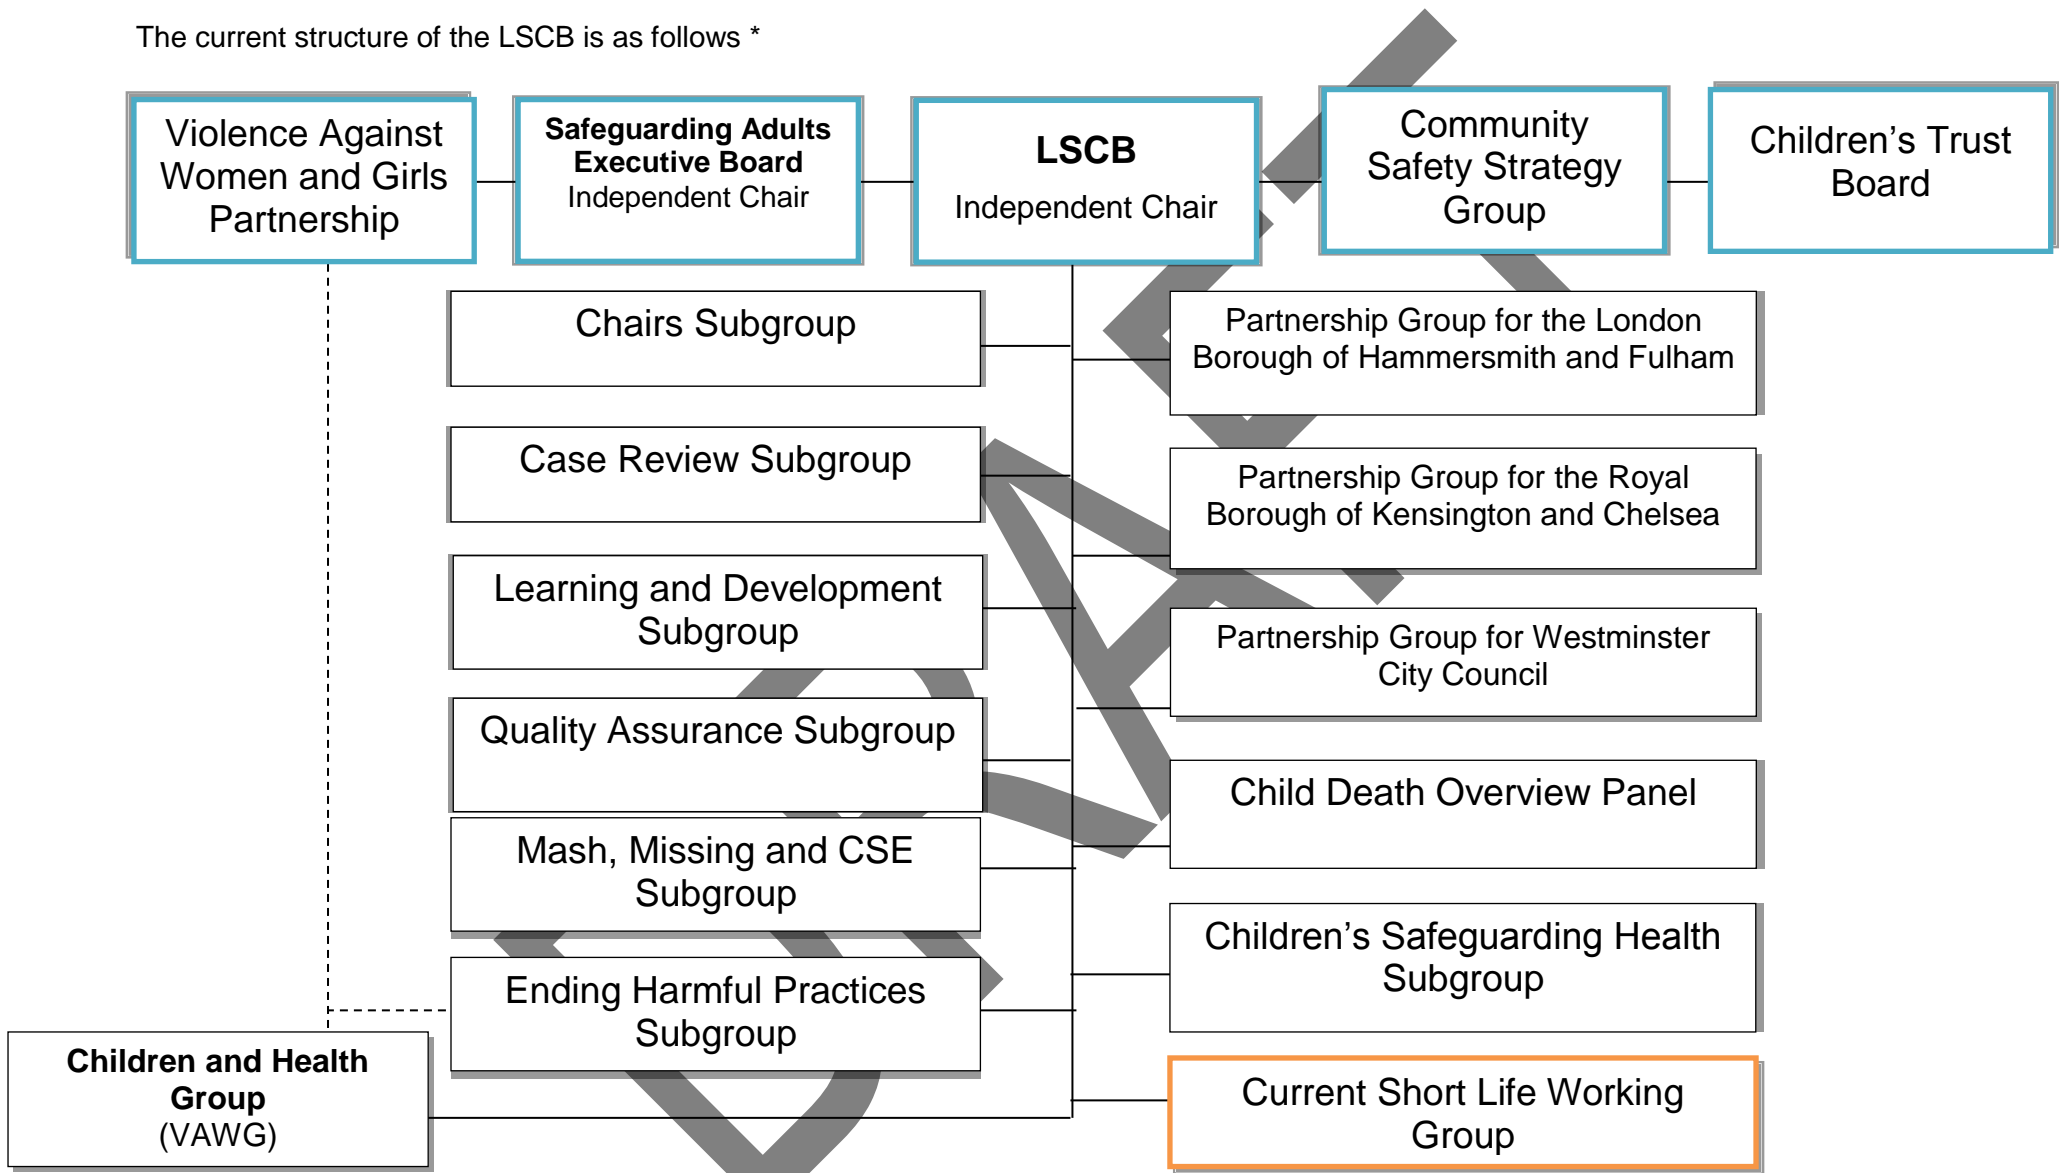 The current structure of the LSCB is as follows *
Violence Against
Women and Girls
Partnership
Safeguarding Adults
Executive Board
Independent Chair
LSCB
Independent Chair
Community
Safety Strategy
Group
Children’s Trust
Board
Chairs Subgroup
Partnership Group for the London
Borough of Hammersmith and Fulham
Case Review Subgroup
Partnership Group for the Royal
Borough of Kensington and Chelsea
Learning and Development
Subgroup
Partnership Group for Westminster
City Council
Quality Assurance Subgroup
Child Death Overview Panel
Mash, Missing and CSE
Subgroup
Children’s Safeguarding Health
Subgroup
Ending Harmful Practices
Subgroup
Children and Health
Group
(VAWG)
Current Short Life Working
Group
DRAFT